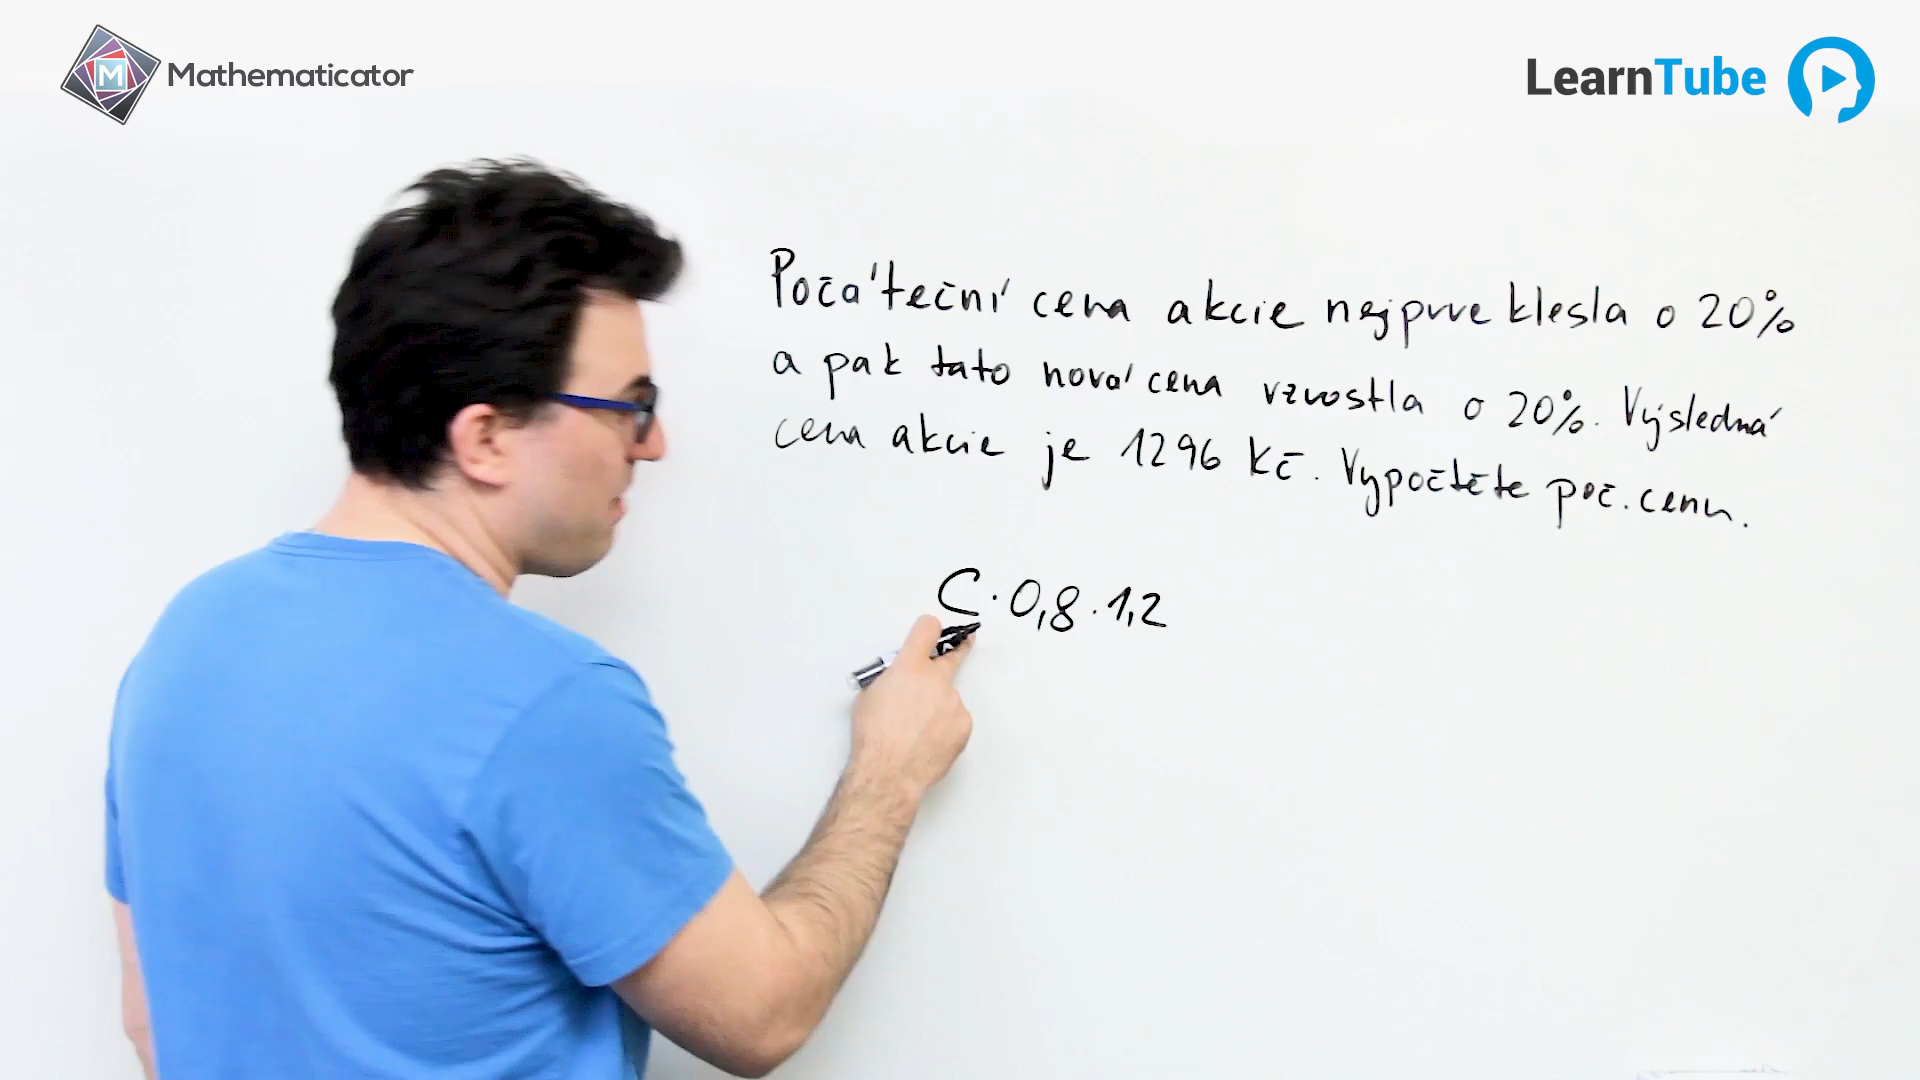 Mathematicator
LearnTube
Počáteční cena akcie nejprve klesla o 20%
a pak tato nová cena vzrostla o 20%. Výsledná
cena akcie je 1296 kč. Vypočtěte poč. cenu.
C · 0,8 · 1,2